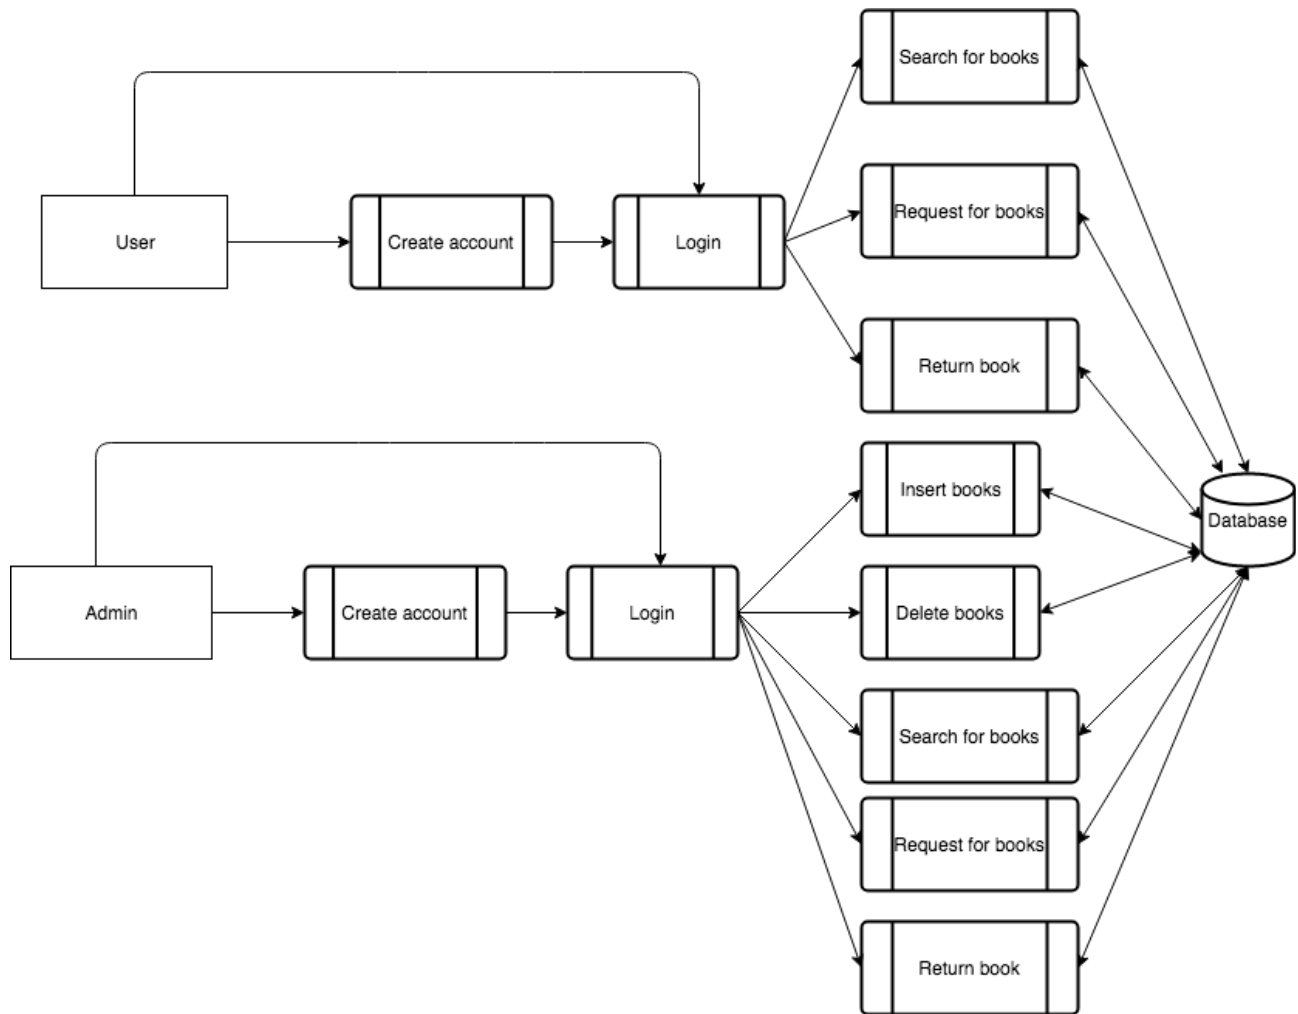 Search for books
Request for books
User
Create account
Login
Return book
Insert books
Database
Admin
Create account
Login
Delete books
Search for books
Request for books
Return book